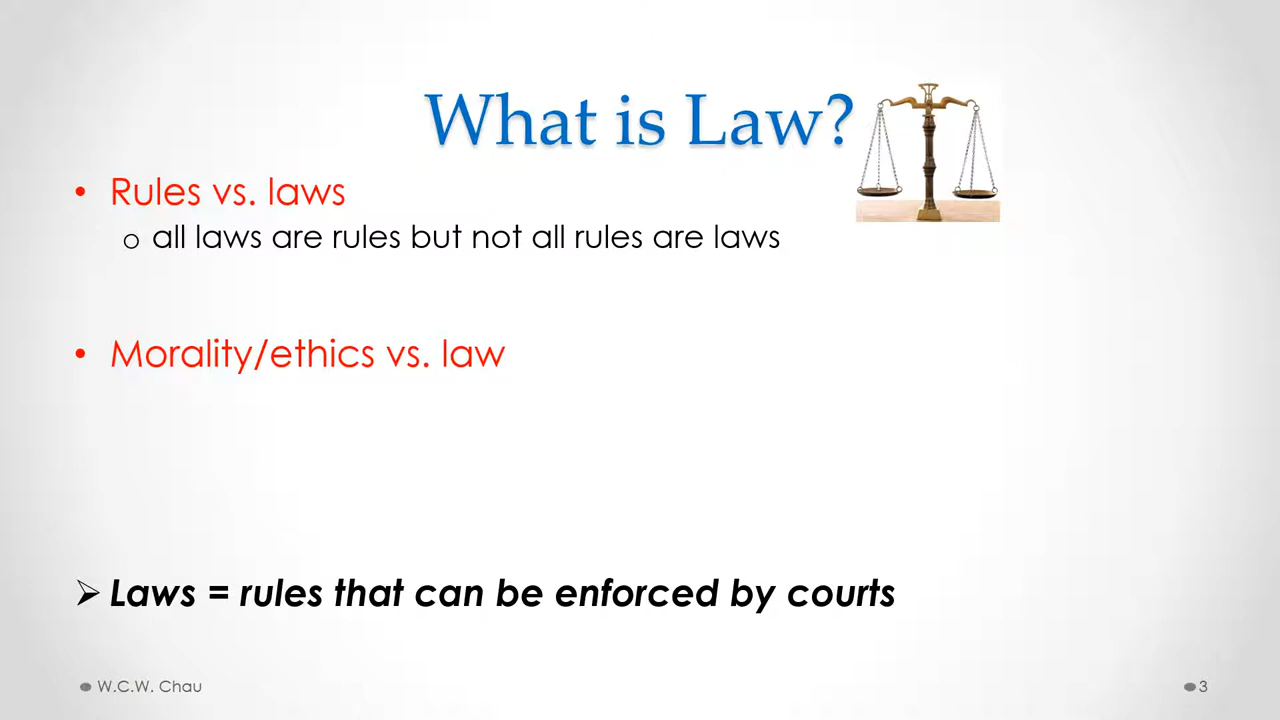 What is Law?
• Rules vs. laws
o all laws are rules but not all rules are laws
• Morality/ethics vs. law
➢ Laws = rules that can be enforced by courts
W.C.W. Chau
3